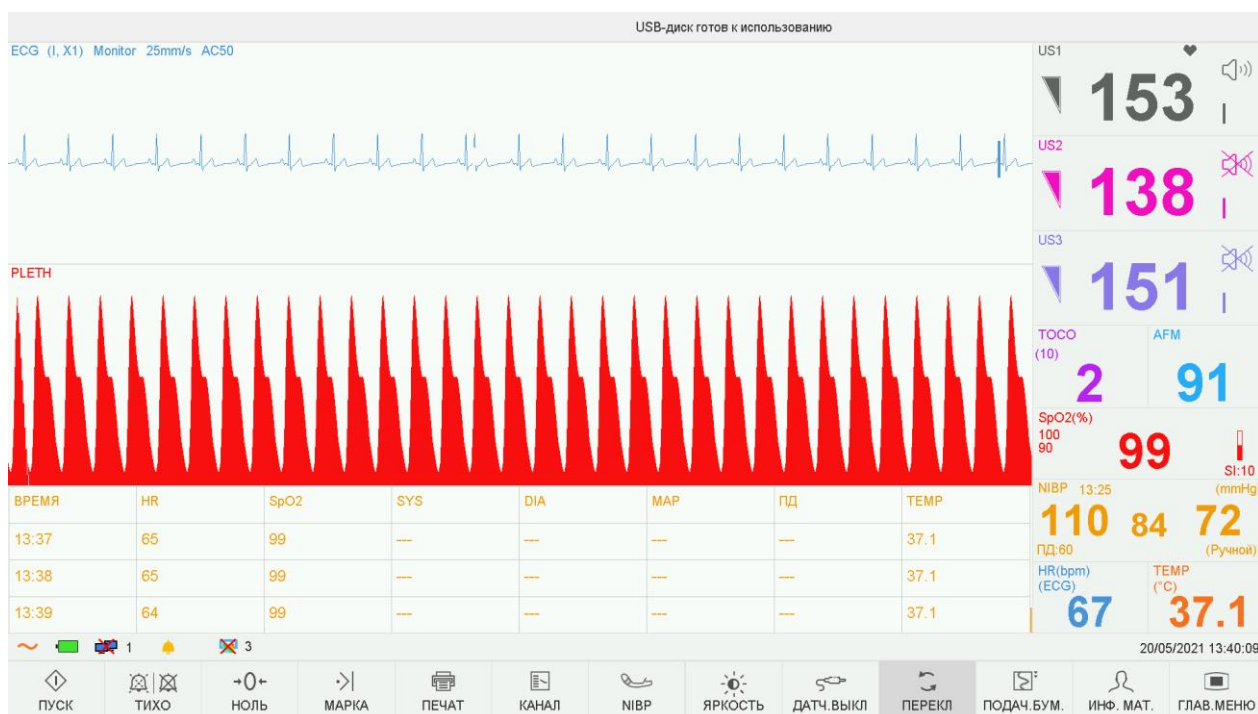 USB-диск готов к использованию
ECG (I, X1) Monitor 25mm/s AC50
US1
153
US2
138
US3
151
PLETH
TOCO
(10)
2
AFM
91
SpO2(%)
100
90
99
SI:10
NIBP 13:25 (mmHg
110 84 72
ПД:60 (Ручной)
HR(bpm)
(ECG)
67
TEMP
(°C)
37.1
ВРЕМЯ HR SpO2 SYS DIA MAP ПД TEMP
13:37 65 99 --- --- --- --- 37.1
13:38 65 99 --- --- --- --- 37.1
13:39 64 99 --- --- --- --- 37.1
1 3 20/05/2021 13:40:09
ПУСК ТИХО НОЛЬ МАРКА ПЕЧАТ КАНАЛ NIBP ЯРКОСТЬ ДАТЧ.ВЫКЛ ПЕРЕКЛ ПОДАЧ.БУМ. ИНФ. МАТ. ГЛАВ.МЕНЮ